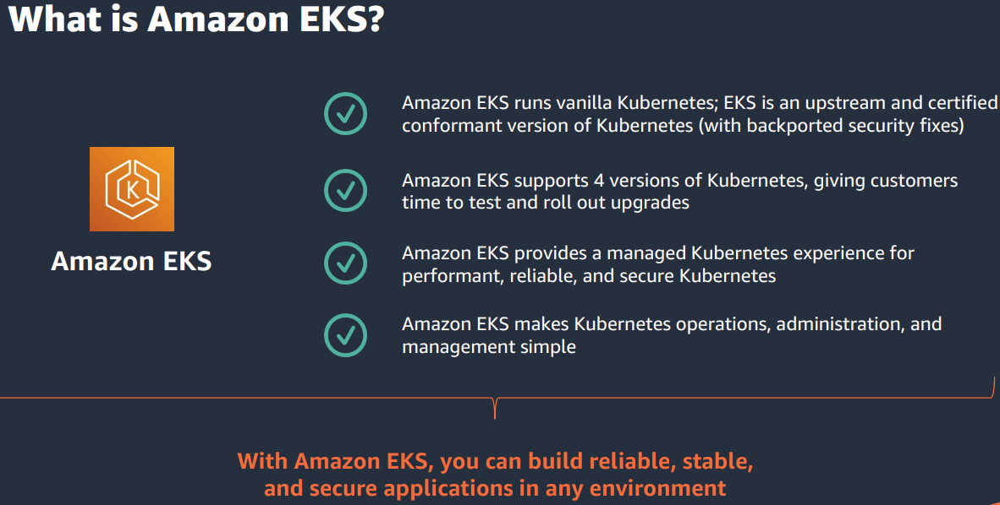 What is Amazon EKS?
Amazon EKS runs vanilla Kubernetes; EKS is an upstream and certified
conformant version of Kubernetes (with backported security fixes)
Amazon EKS supports 4 versions of Kubernetes, giving customers
time to test and roll out upgrades
K
Amazon EKS
Amazon EKS provides a managed Kubernetes experience for
performant, reliable, and secure Kubernetes
Amazon EKS makes Kubernetes operations, administration, and
management simple
With Amazon EKS, you can build reliable, stable,
and secure applications in any environment